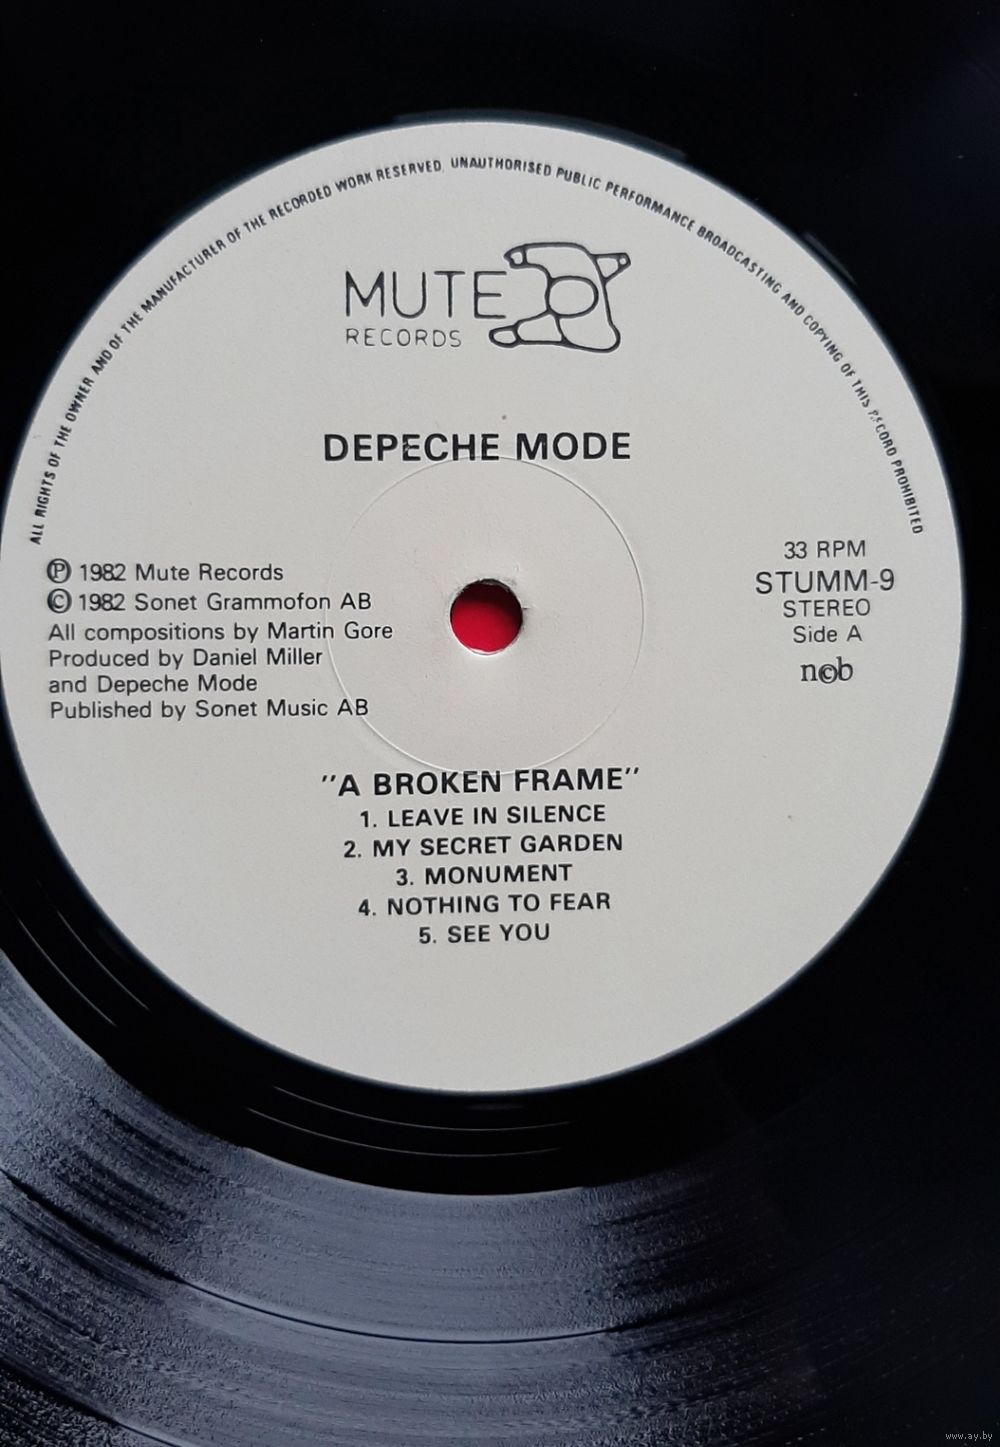 ALL RIGHTS OF THE OWNER AND OF THE MANUFACTURER OF THE RECORDED WORK RESERVED. UNAUTHORISED PUBLIC PERFORMANCE BROADCASTING AND COPYING OF THIS RECORD PROHIBITED
MUTE
RECORDS
DEPECHE MODE
℗ 1982 Mute Records
© 1982 Sonet Grammofon AB
All compositions by Martin Gore
Produced by Daniel Miller
and Depeche Mode
Published by Sonet Music AB
33 RPM
STUMM-9
STEREO
Side A
n©b
"A BROKEN FRAME"
1. LEAVE IN SILENCE
2. MY SECRET GARDEN
3. MONUMENT
4. NOTHING TO FEAR
5. SEE YOU
www.ay.by